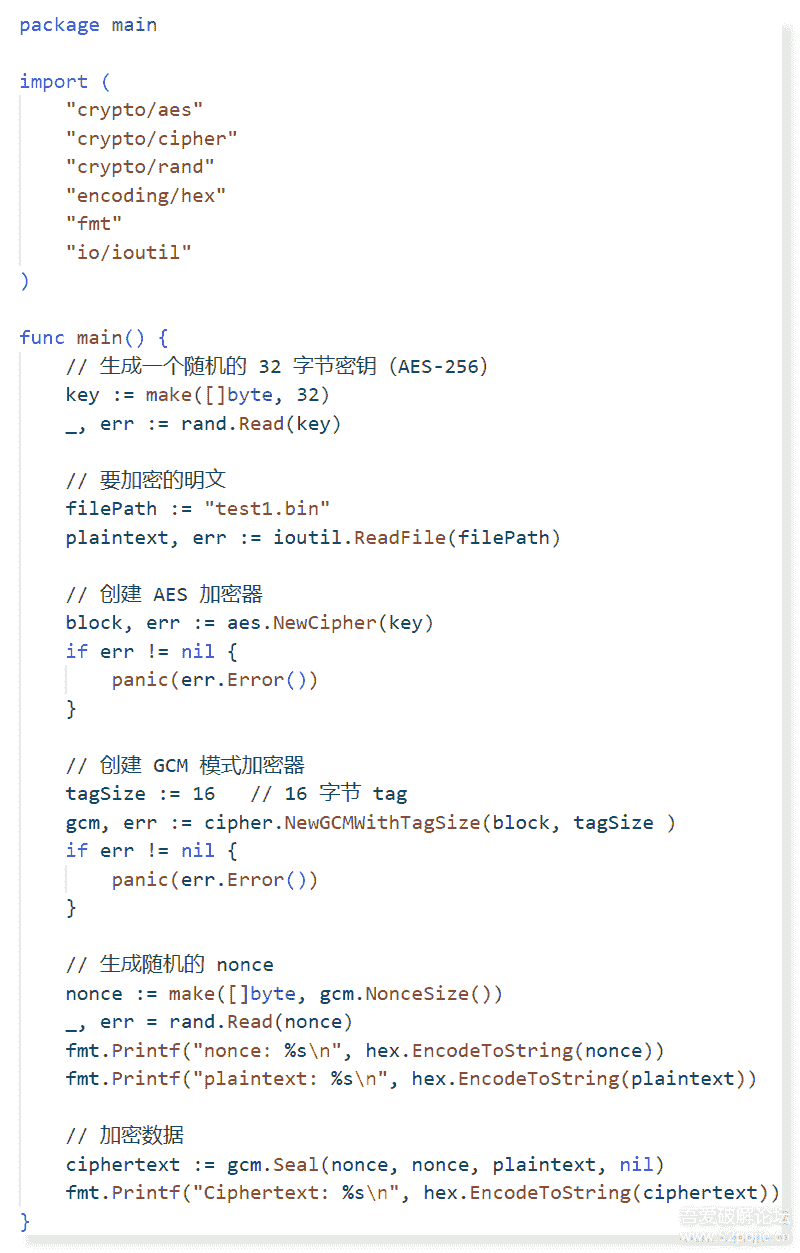 package main
import (
"crypto/aes"
"crypto/cipher"
"crypto/rand"
"encoding/hex"
"fmt"
"io/ioutil"
)
func main() {
// 生成一个随机的 32 字节密钥（AES-256）
key := make([]byte, 32)
_, err := rand.Read(key)
// 要加密的明文
filePath := "test1.bin"
plaintext, err := ioutil.ReadFile(filePath)
// 创建 AES 加密器
block, err := aes.NewCipher(key)
if err != nil {
panic(err.Error())
}
// 创建 GCM 模式加密器
tagSize := 16   // 16 字节 tag
gcm, err := cipher.NewGCMWithTagSize(block, tagSize )
if err != nil {
panic(err.Error())
}
// 生成随机的 nonce
nonce := make([]byte, gcm.NonceSize())
_, err = rand.Read(nonce)
fmt.Printf("nonce: %s\n", hex.EncodeToString(nonce))
fmt.Printf("plaintext: %s\n", hex.EncodeToString(plaintext))
// 加密数据
ciphertext := gcm.Seal(nonce, nonce, plaintext, nil)
fmt.Printf("Ciphertext: %s\n", hex.EncodeToString(ciphertext))
}
吾爱破解论坛